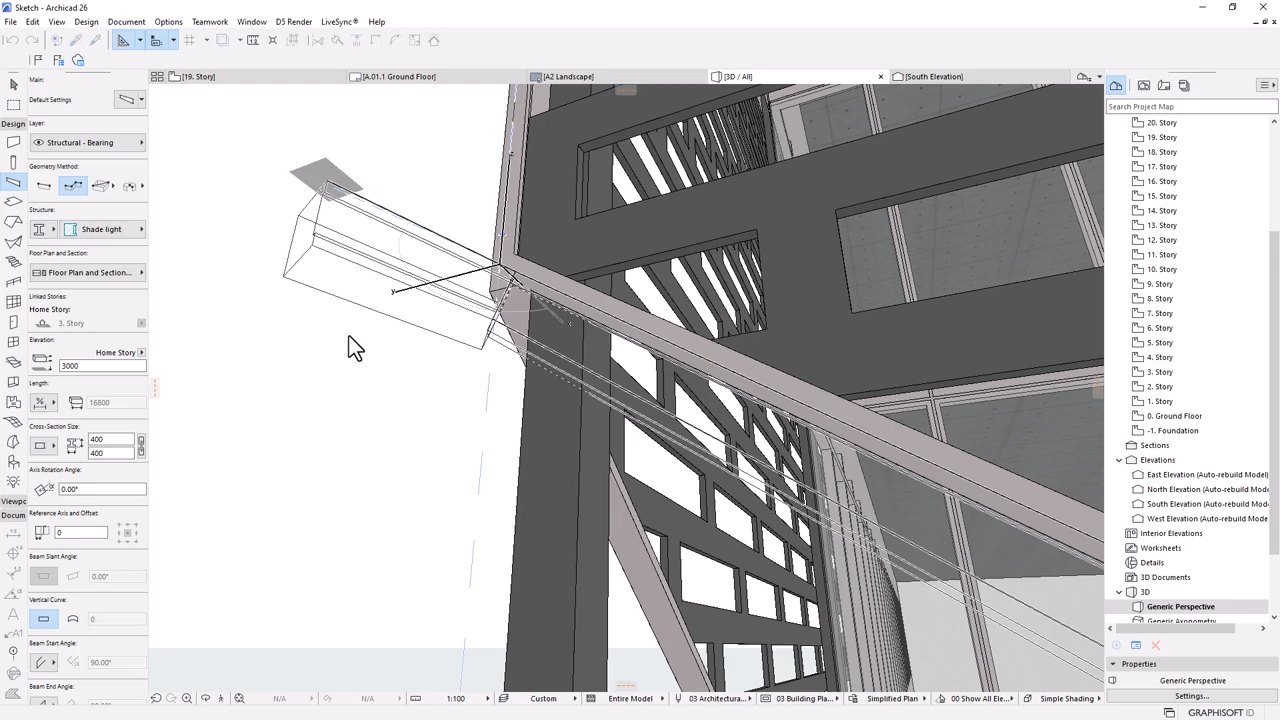 Sketch - Archicad 26
File Edit View Design Document Options Teamwork Window D5 Render LiveSync® Help
[19. Story] [A.01.1 Ground Floor] [A2 Landscape] [3D / All] [South Elevation]
Main:
Default Settings
Layer:
Design
Structural - Bearing
Geometry Method:
Structure:
Shade light
Floor Plan and Section:
Floor Plan and Section...
Linked Stories:
Home Story:
3. Story
Elevation:
Home Story
3000
Length:
16800
Cross-Section Size:
400
400
Axis Rotation Angle:
0.00°
Viewpc
Docum
Reference Axis and Offset:
0
Beam Slant Angle:
0.00°
Vertical Curve:
0
Beam Start Angle:
90.00°
Beam End Angle:
y
x
Search Project Map
20. Story
19. Story
18. Story
17. Story
16. Story
15. Story
14. Story
13. Story
12. Story
11. Story
10. Story
9. Story
8. Story
7. Story
6. Story
5. Story
4. Story
3. Story
2. Story
1. Story
0. Ground Floor
-1. Foundation
Sections
Elevations
East Elevation (Auto-rebuild Model)
North Elevation (Auto-rebuild Mode
South Elevation (Auto-rebuild Mode
West Elevation (Auto-rebuild Mode
Interior Elevations
Worksheets
Details
3D Documents
3D
Generic Perspective
Generic Axonometry
Properties
Generic Perspective
Settings...
N/A N/A 1:100 Custom Entire Model 03 Architectura... 03 Building Pla... Simplified Plan 00 Show All Ele... Simple Shading
GRAPHISOFT ID